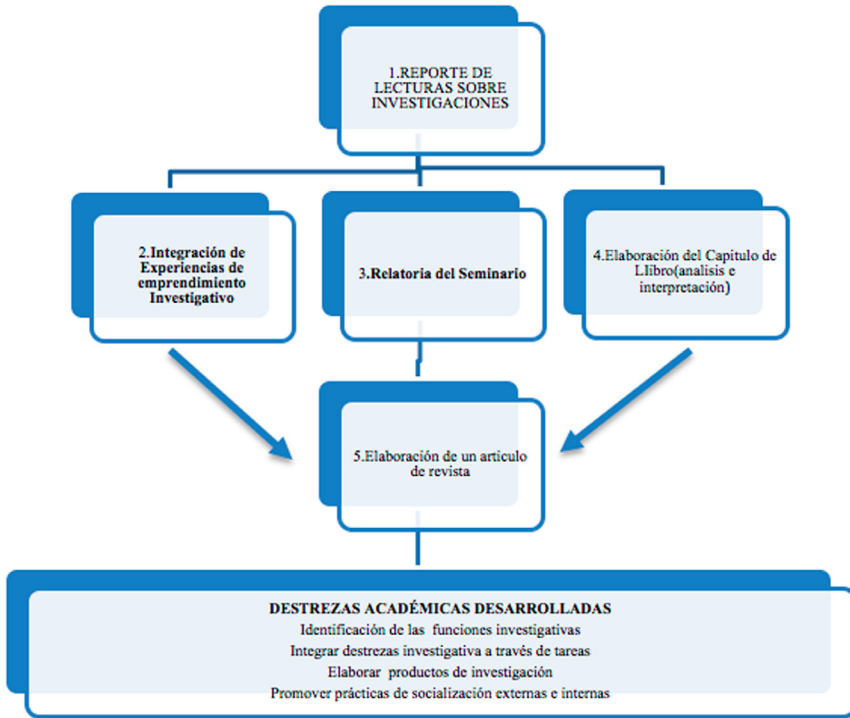 1.REPORTE DE
LECTURAS SOBRE
INVESTIGACIONES
2.Integración de
Experiencias de
emprendimiento
Investigativo
3.Relatoria del Seminario
4.Elaboración del Capitulo de
LIibro(analisis e
interpretación)
5.Elaboración de un articulo
de revista
DESTREZAS ACADÉMICAS DESARROLLADAS
Identificación de las funciones investigativas
Integrar destrezas investigativa a través de tareas
Elaborar productos de investigación
Promover prácticas de socialización externas e internas